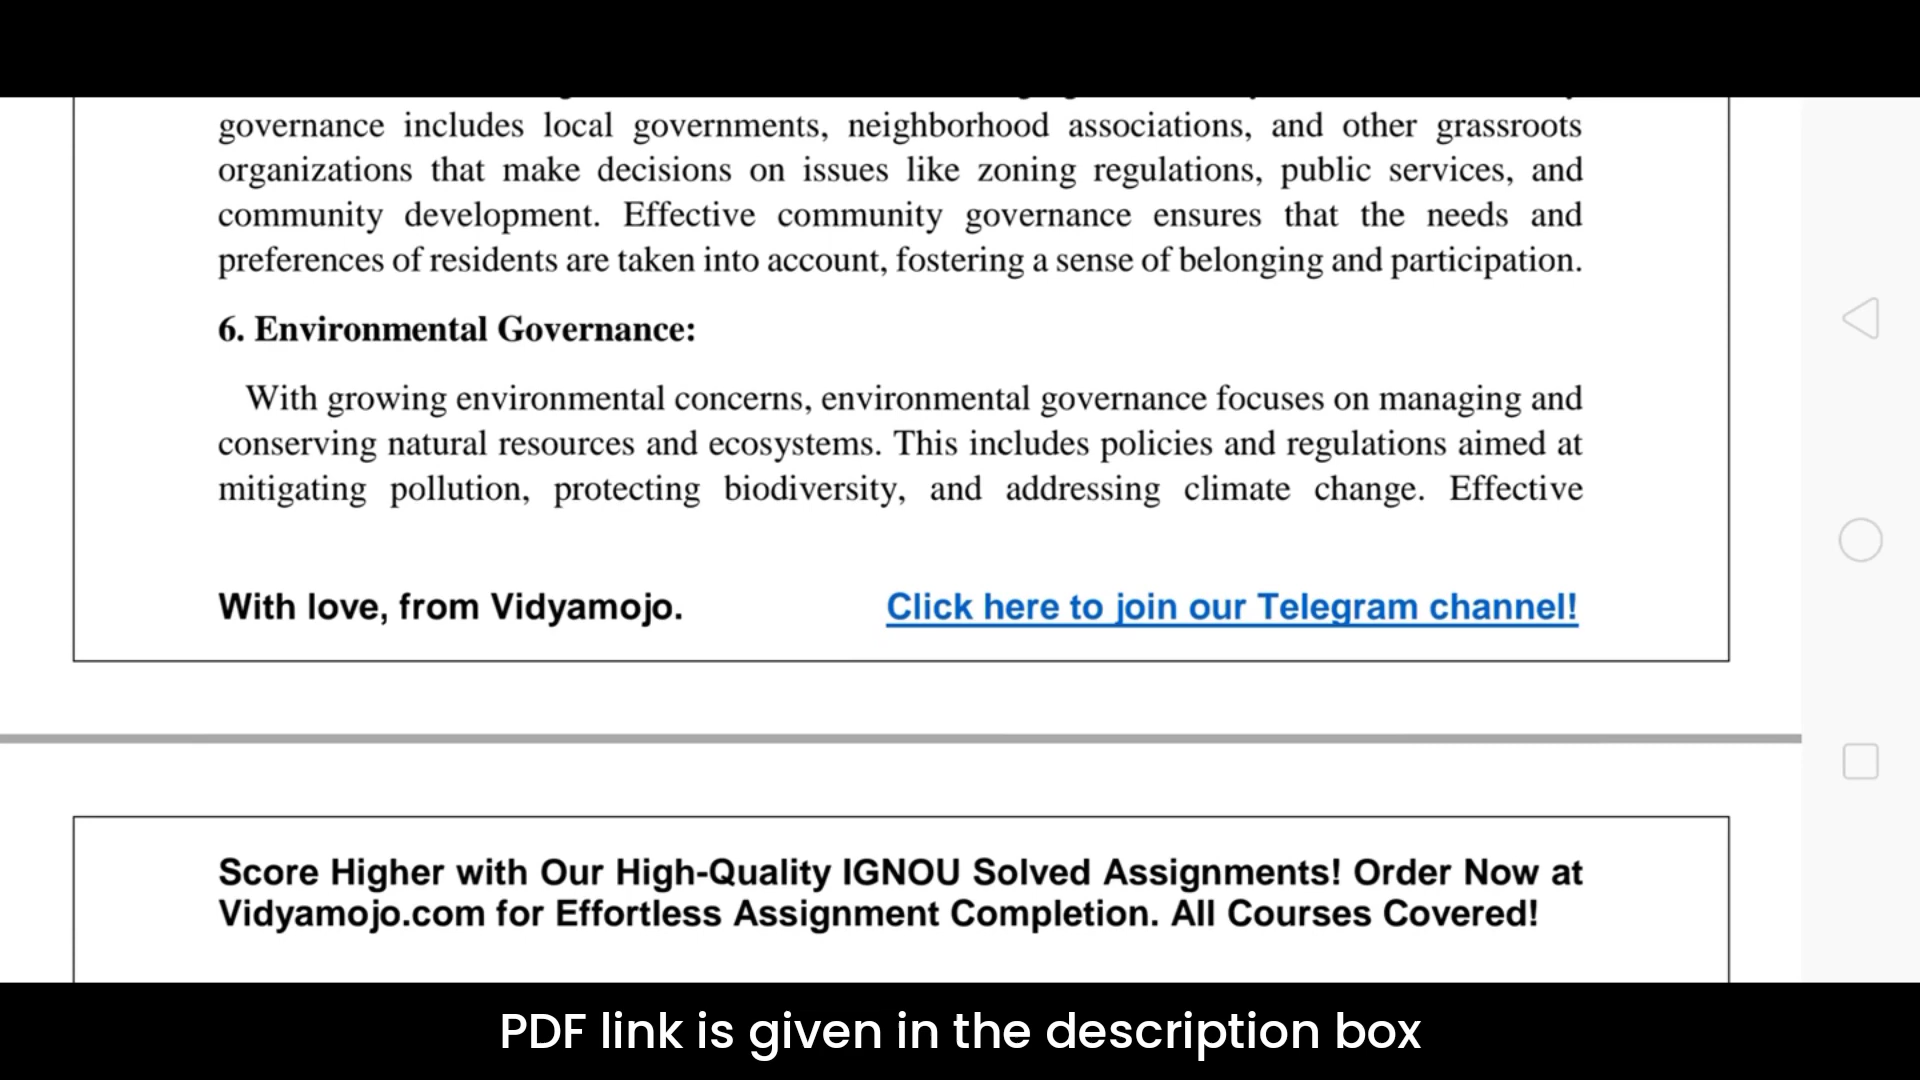 governance includes local governments, neighborhood associations, and other grassroots
organizations that make decisions on issues like zoning regulations, public services, and
community development. Effective community governance ensures that the needs and
preferences of residents are taken into account, fostering a sense of belonging and participation.
6. Environmental Governance:
With growing environmental concerns, environmental governance focuses on managing and
conserving natural resources and ecosystems. This includes policies and regulations aimed at
mitigating pollution, protecting biodiversity, and addressing climate change. Effective
With love, from Vidyamojo.
Click here to join our Telegram channel!
Score Higher with Our High-Quality IGNOU Solved Assignments! Order Now at
Vidyamojo.com for Effortless Assignment Completion. All Courses Covered!
PDF link is given in the description box